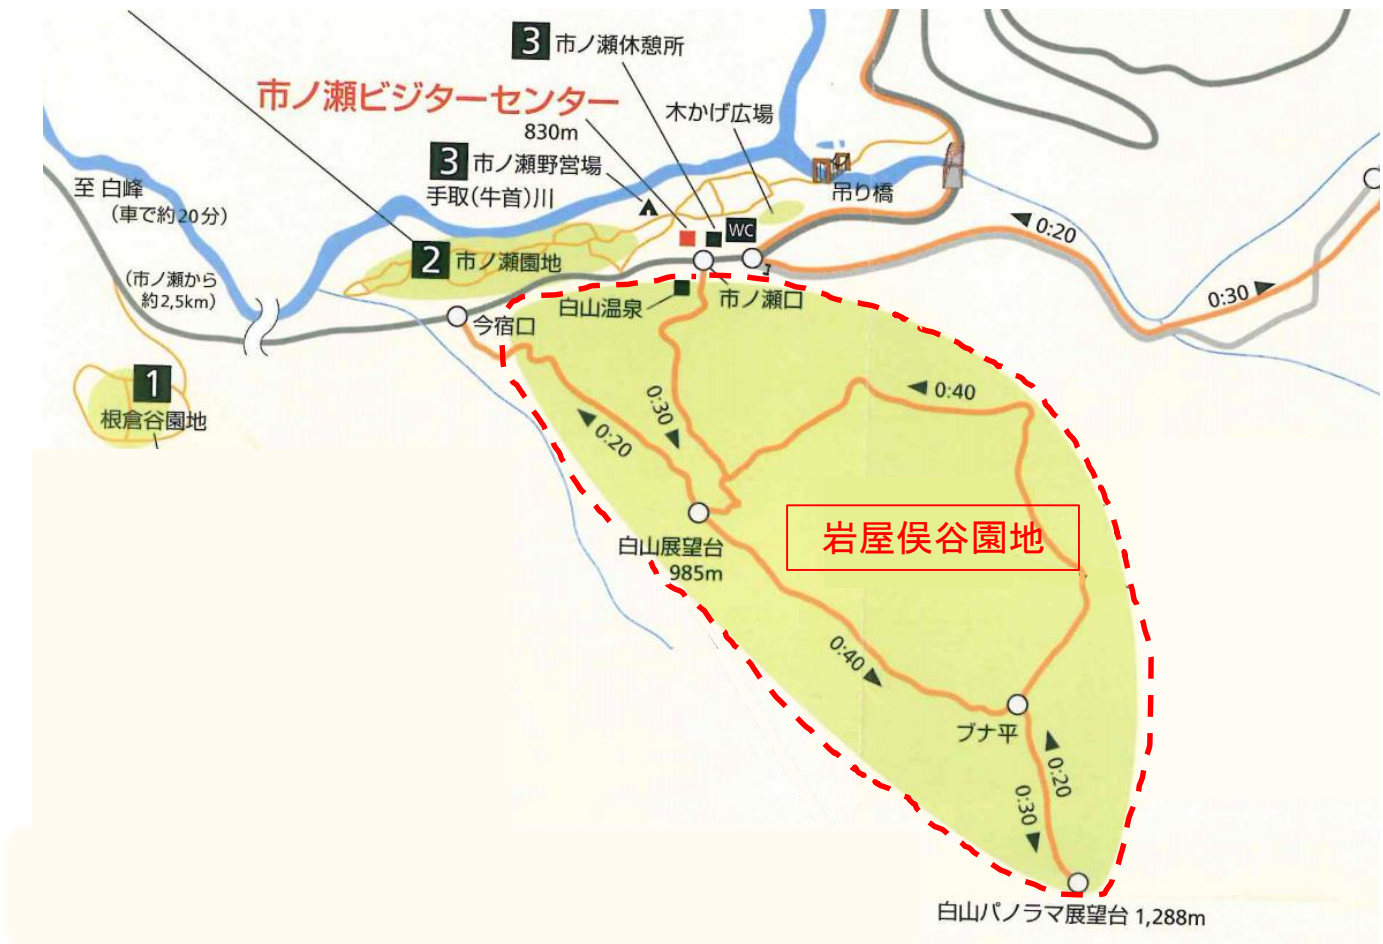 3 市ノ瀬休憩所
市ノ瀬ビジターセンター
830m
木かげ広場
3 市ノ瀬野営場
手取(牛首)川
至 白峰
(車で約20分)
吊り橋
WC
0:20
2 市ノ瀬園地
(市ノ瀬から
約2,5km)
白山温泉
市ノ瀬口
0:30
今宿口
1
根倉谷園地
0:30
0:40
0:20
岩屋俣谷園地
白山展望台
985m
0:40
ブナ平
0:20
0:30
白山パノラマ展望台 1,288m